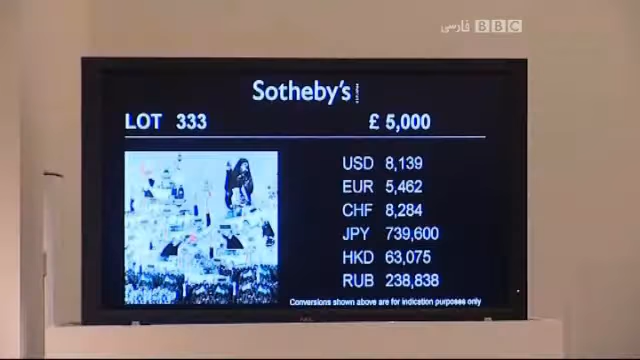 BBC فارسی
Sotheby's
LOT 333 £ 5,000
USD 8,139
EUR 5,462
CHF 8,284
JPY 739,600
HKD 63,075
RUB 238,838
Conversions shown above are for indication purposes only